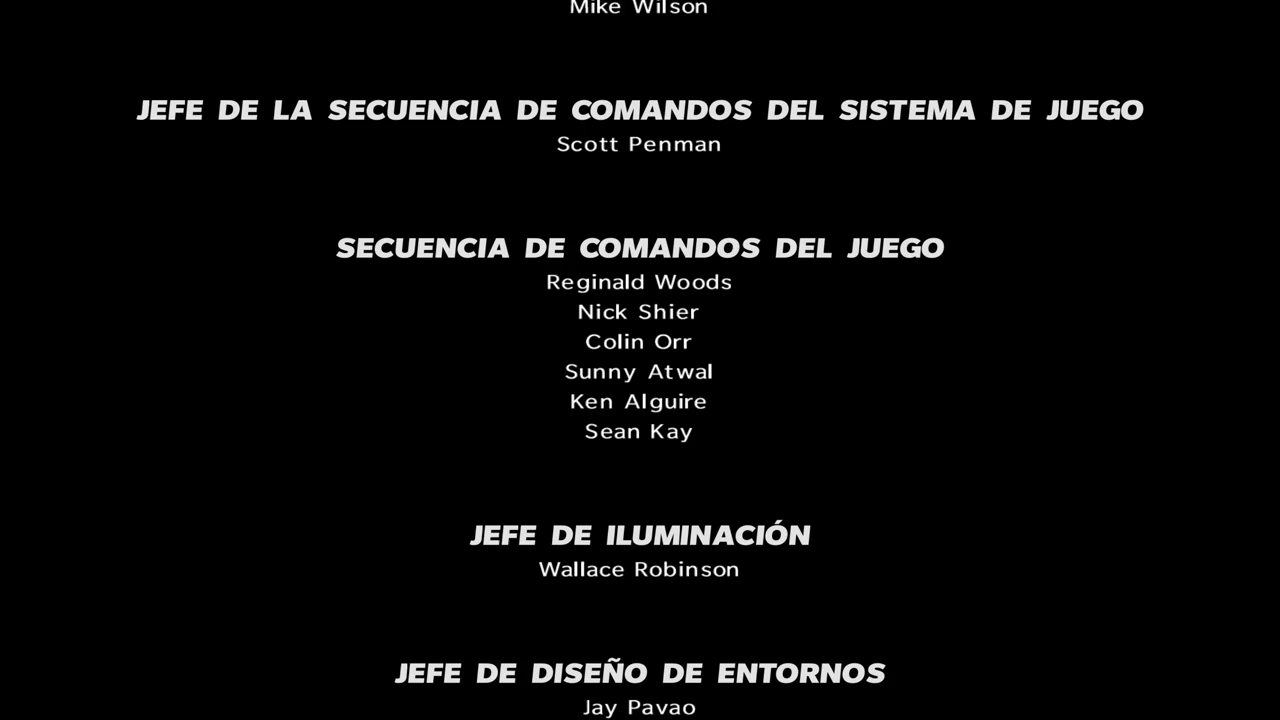 Mike Wilson
JEFE DE LA SECUENCIA DE COMANDOS DEL SISTEMA DE JUEGO
Scott Penman
SECUENCIA DE COMANDOS DEL JUEGO
Reginald Woods
Nick Shier
Colin Orr
Sunny Atwal
Ken Alguire
Sean Kay
JEFE DE ILUMINACIÓN
Wallace Robinson
JEFE DE DISEÑO DE ENTORNOS
Jay Pavao